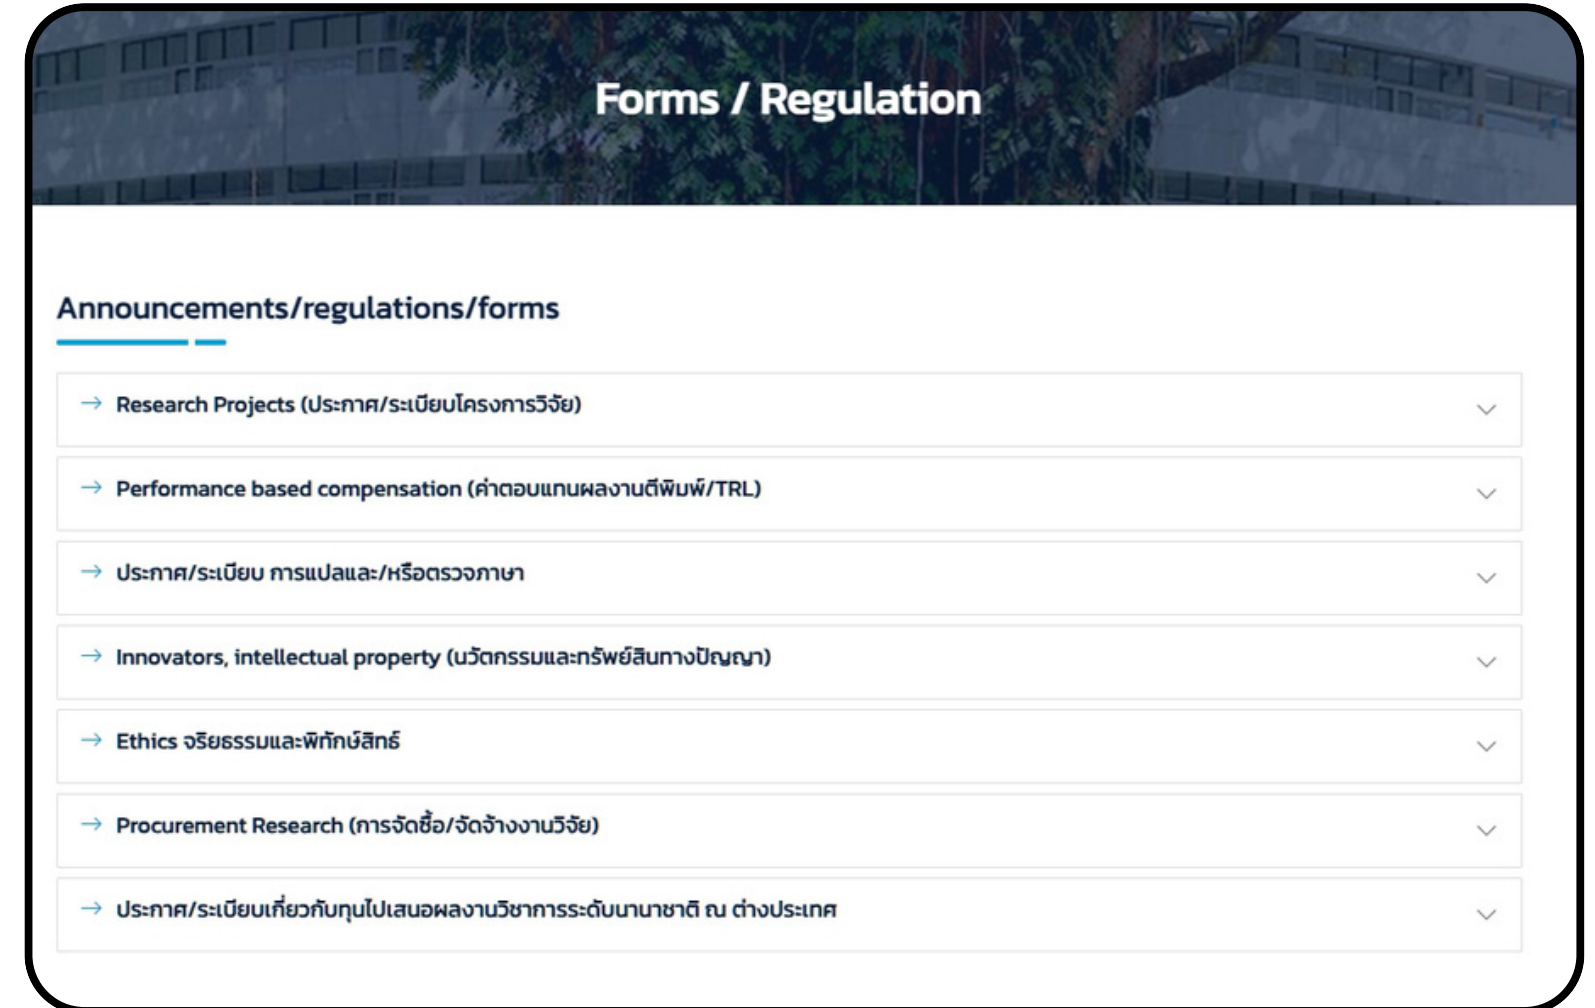 Forms / Regulation
Announcements/regulations/forms
Research Projects (ประกาศ/ระเบียบโครงการวิจัย)
Performance based compensation (ค่าตอบแทนผลงานตีพิมพ์/TRL)
ประกาศ/ระเบียบ การแปลและ/หรือตรวจภาษา
Innovators, intellectual property (นวัตกรรมและทรัพย์สินทางปัญญา)
Ethics จริยธรรมและพิทักษ์สิทธ์
Procurement Research (การจัดซื้อ/จัดจ้างงานวิจัย)
ประกาศ/ระเบียบเกี่ยวกับทุนไปเสนอผลงานวิชาการระดับนานาชาติ ณ ต่างประเทศ